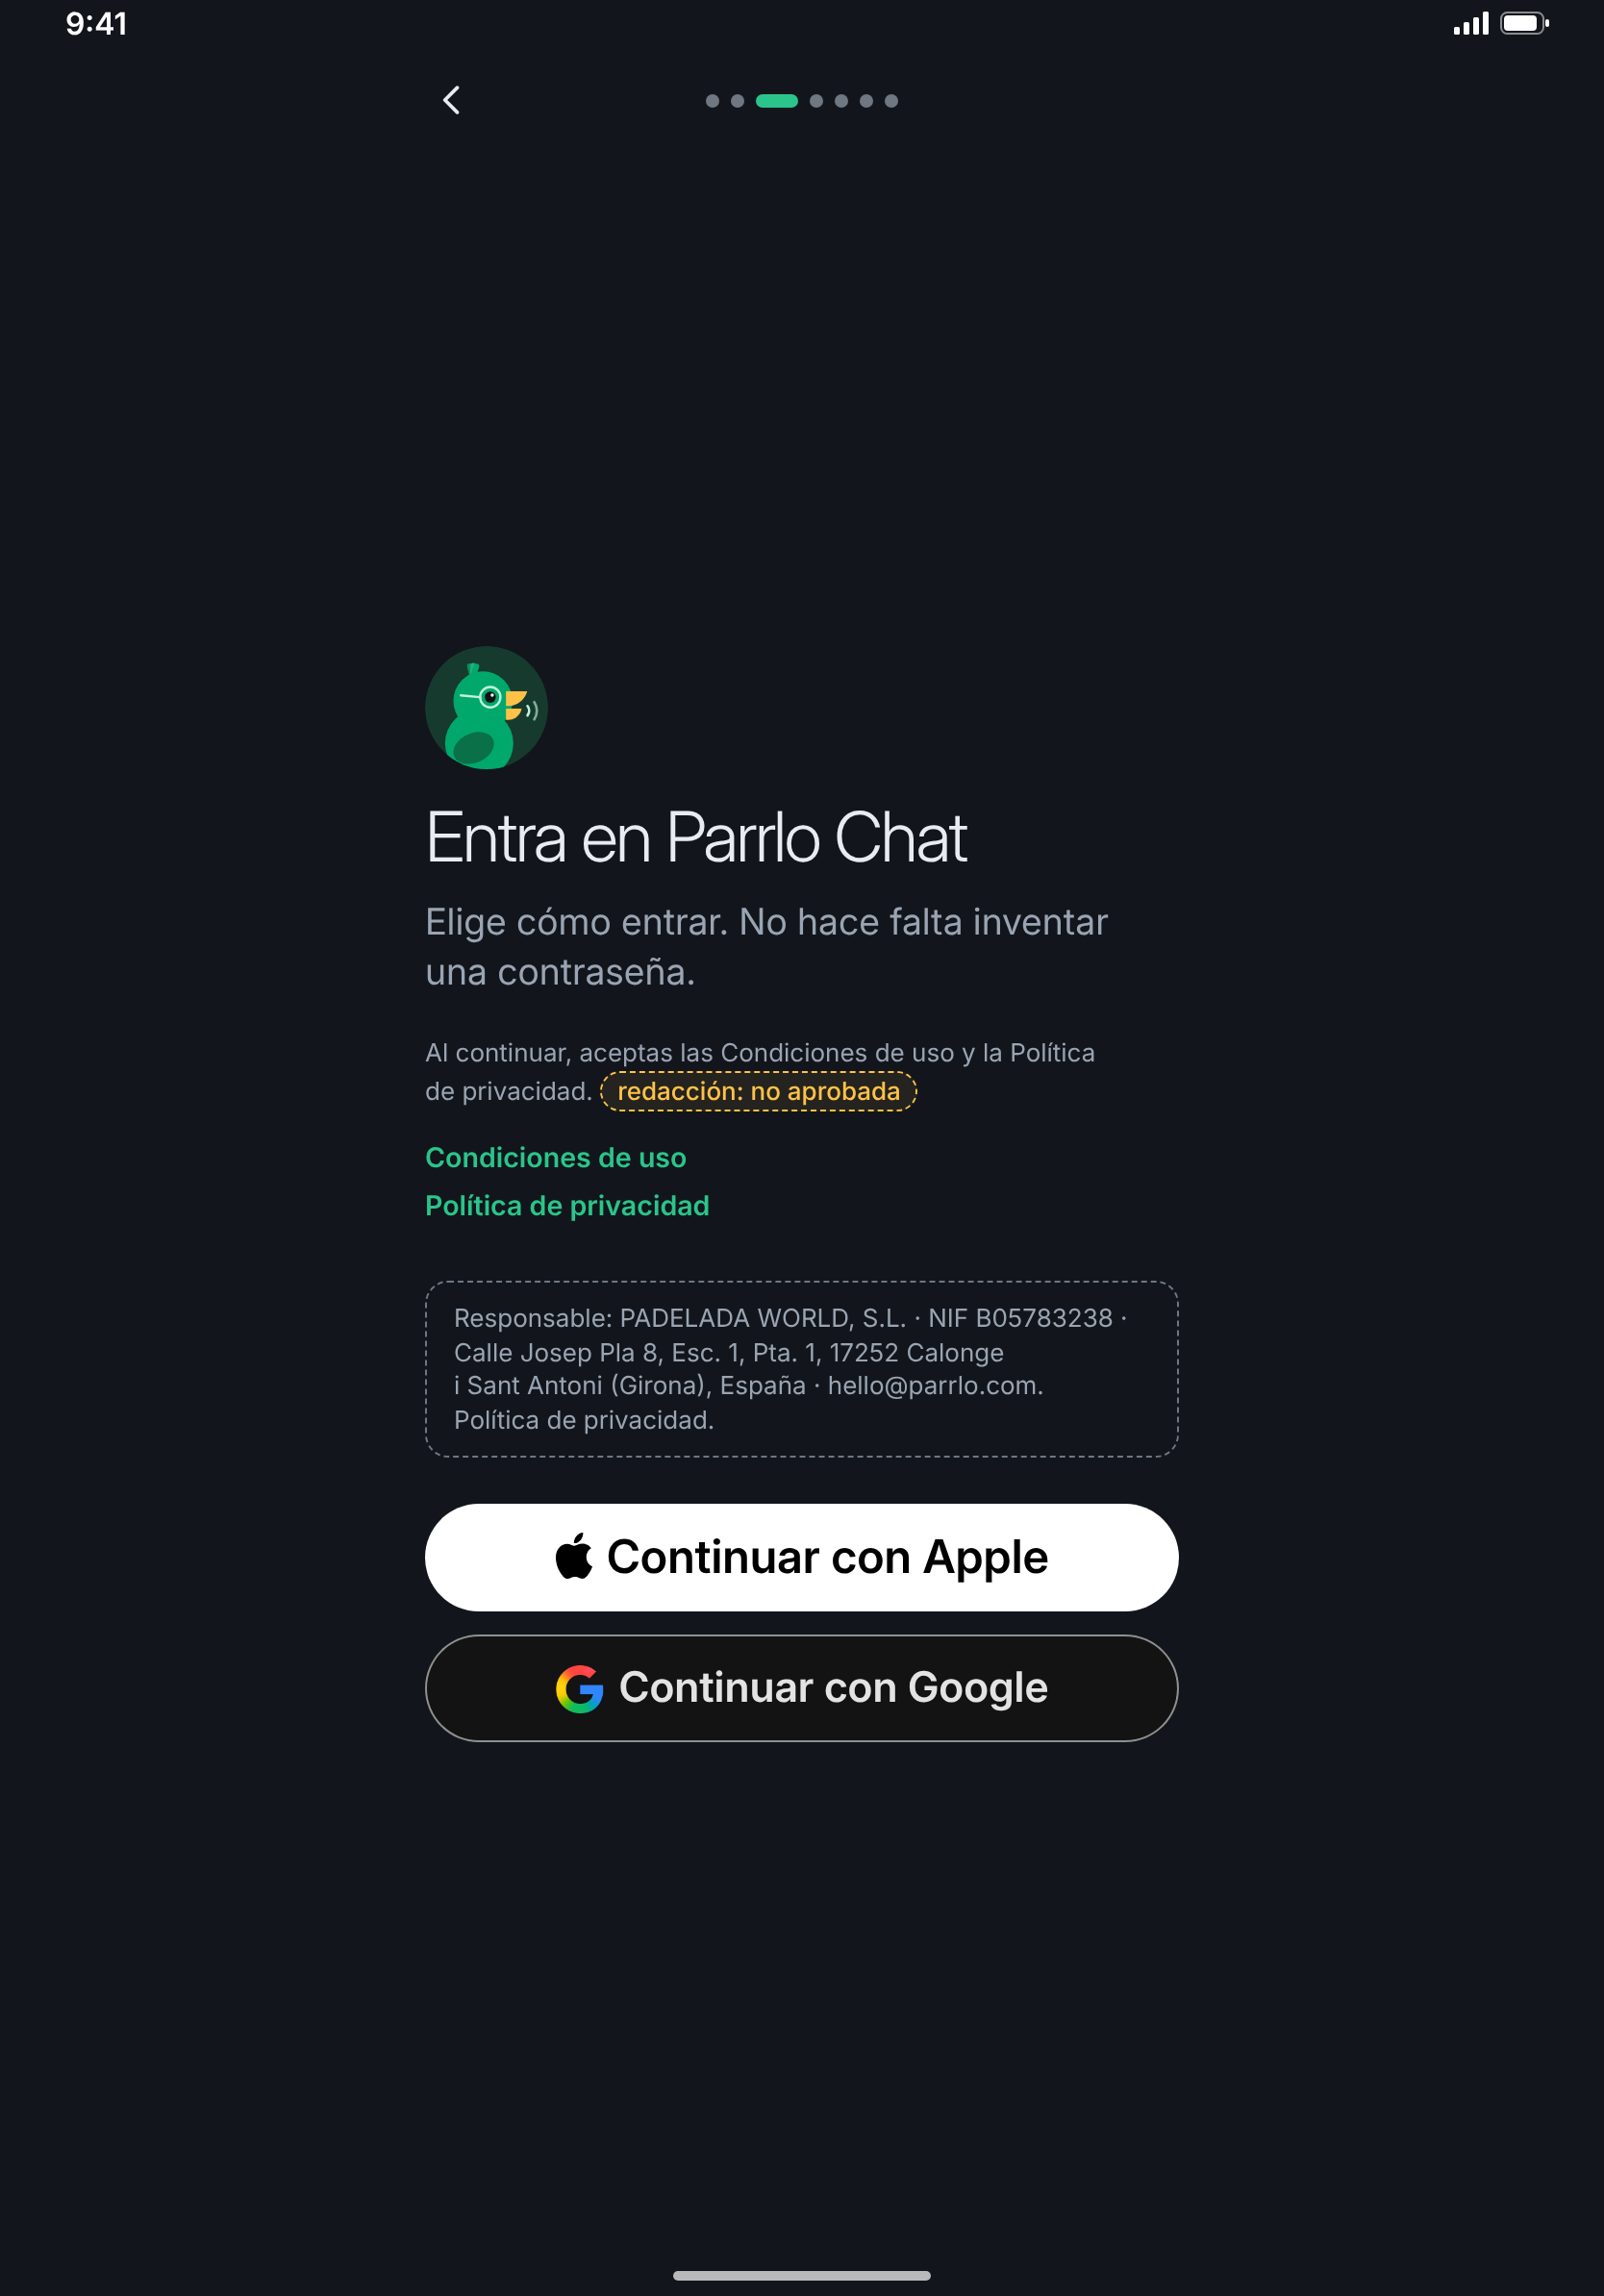 9:41
Entra en Parrlo Chat
Elige cómo entrar. No hace falta inventar
una contraseña.
Al continuar, aceptas las Condiciones de uso y la Política
de privacidad. redacción: no aprobada
Condiciones de uso
Política de privacidad
Responsable: PADELADA WORLD, S.L. · NIF B05783238 ·
Calle Josep Pla 8, Esc. 1, Pta. 1, 17252 Calonge
i Sant Antoni (Girona), España · hello@parrlo.com.
Política de privacidad.
Continuar con Apple
Continuar con Google